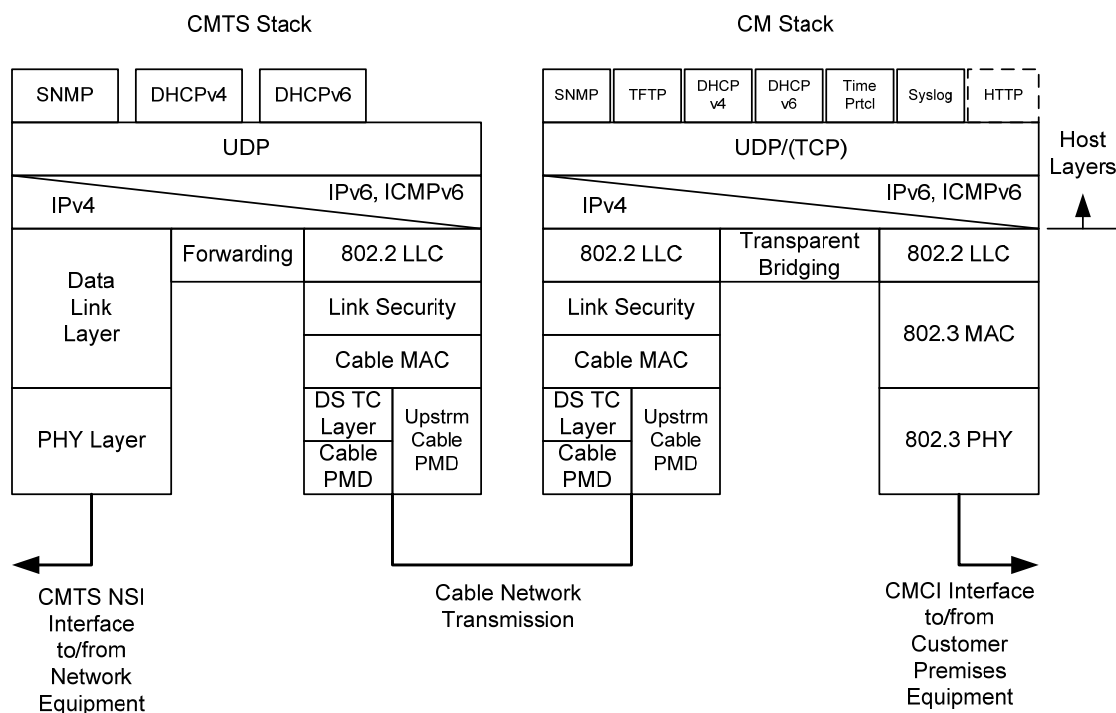 CMTS Stack
CM Stack
SNMP
DHCPv4
DHCPv6
SNMP
TFTP
DHCP
v4
DHCP
v6
Time
Prtcl
Syslog
HTTP
UDP
UDP/(TCP)
Host
Layers
IPv4
IPv6, ICMPv6
IPv4
IPv6, ICMPv6
Data
Link
Layer
Forwarding
802.2 LLC
802.2 LLC
Transparent
Bridging
802.2 LLC
Link Security
Link Security
802.3 MAC
Cable MAC
Cable MAC
PHY Layer
DS TC
Layer
Cable
PMD
Upstrm
Cable
PMD
DS TC
Layer
Cable
PMD
Upstrm
Cable
PMD
802.3 PHY
CMTS NSI
Interface
to/from
Network
Equipment
Cable Network
Transmission
CMCI Interface
to/from
Customer
Premises
Equipment